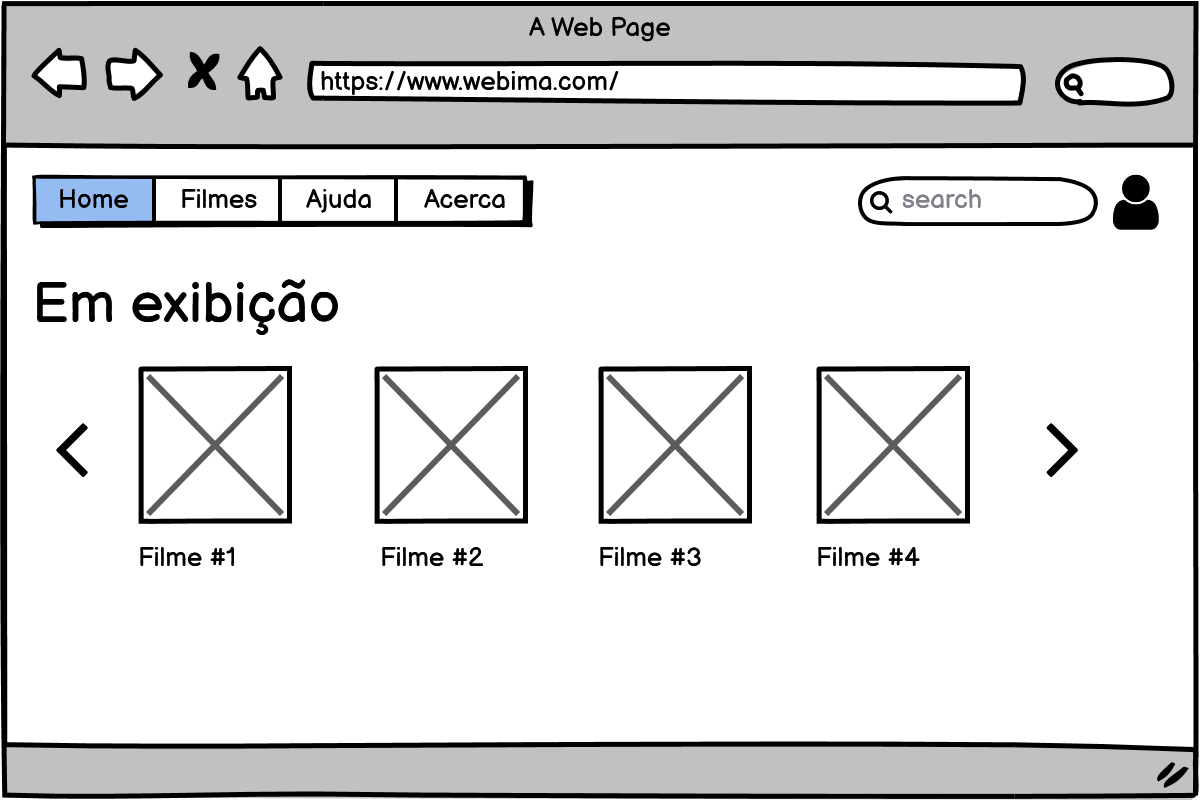 A Web Page
https://www.webima.com/
Home Filmes Ajuda Acerca search
Em exibição
Filme #1 Filme #2 Filme #3 Filme #4